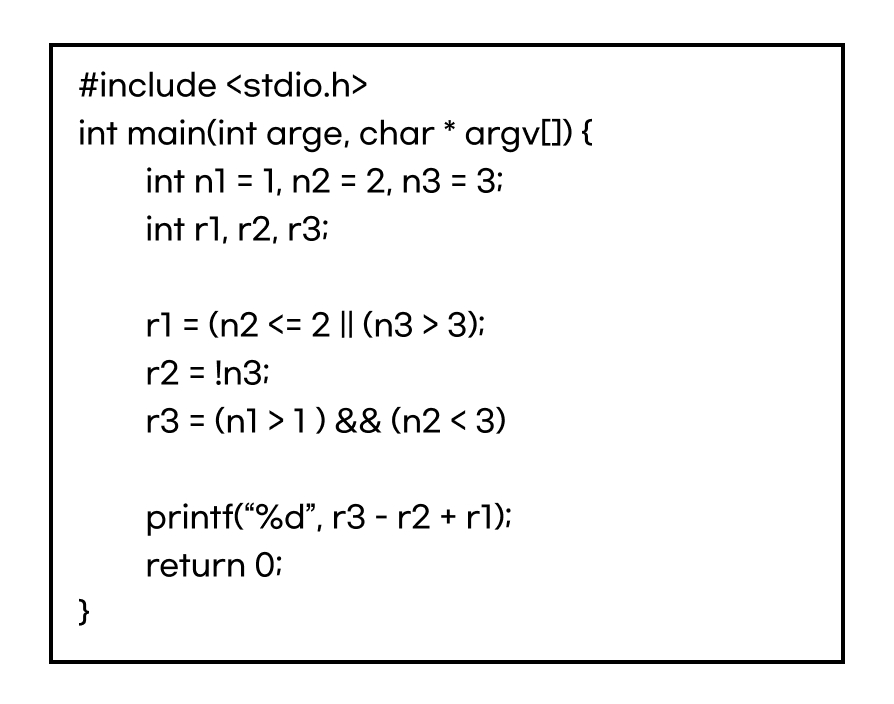 #include <stdio.h>
int main(int arge, char * argv[]) {
int n1 = 1, n2 = 2, n3 = 3;
int r1, r2, r3;
r1 = (n2 <= 2 || (n3 > 3);
r2 = !n3;
r3 = (n1 > 1 ) && (n2 < 3)
printf(“%d”, r3 - r2 + r1);
return 0;
}